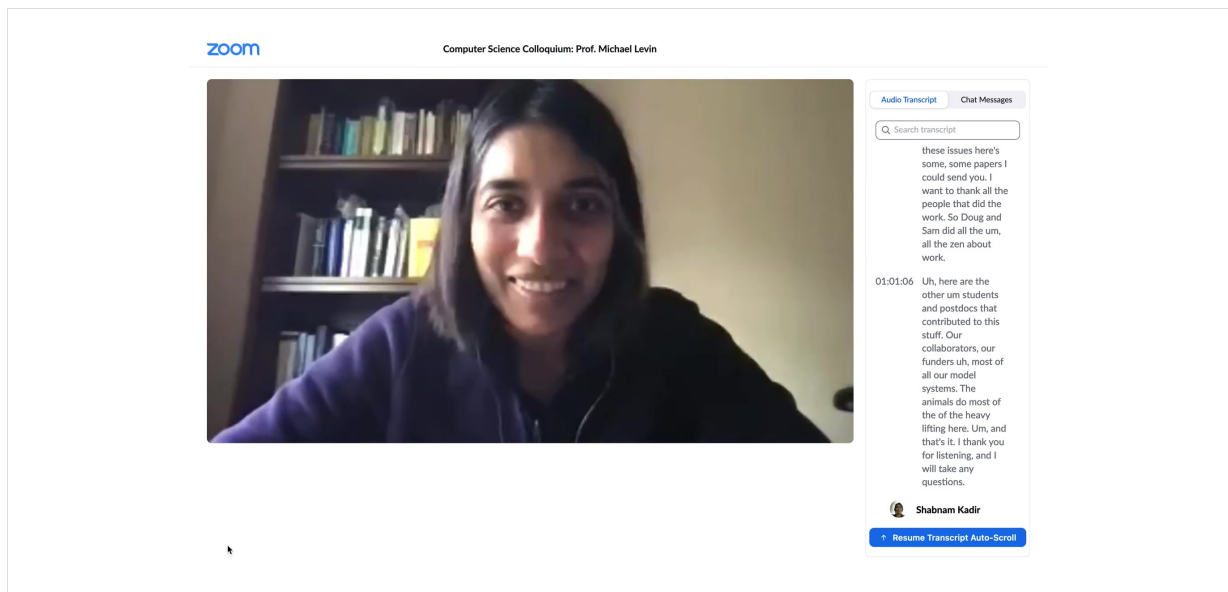 zoom
Computer Science Colloquium: Prof. Michael Levin
Audio Transcript
Chat Messages
Search transcript
these issues here's
some, some papers I
could send you. I
want to thank all the
people that did the
work. So Doug and
Sam did all the um,
all the zen about
work.
01:01:06
Uh, here are the
other um students
and postdocs that
contributed to this
stuff. Our
collaborators, our
funders uh, most of
all our model
systems. The
animals do most of
the of the heavy
lifting here. Um, and
that's it. I thank you
for listening, and I
will take any
questions.
Shabnam Kadir
↑ Resume Transcript Auto-Scroll